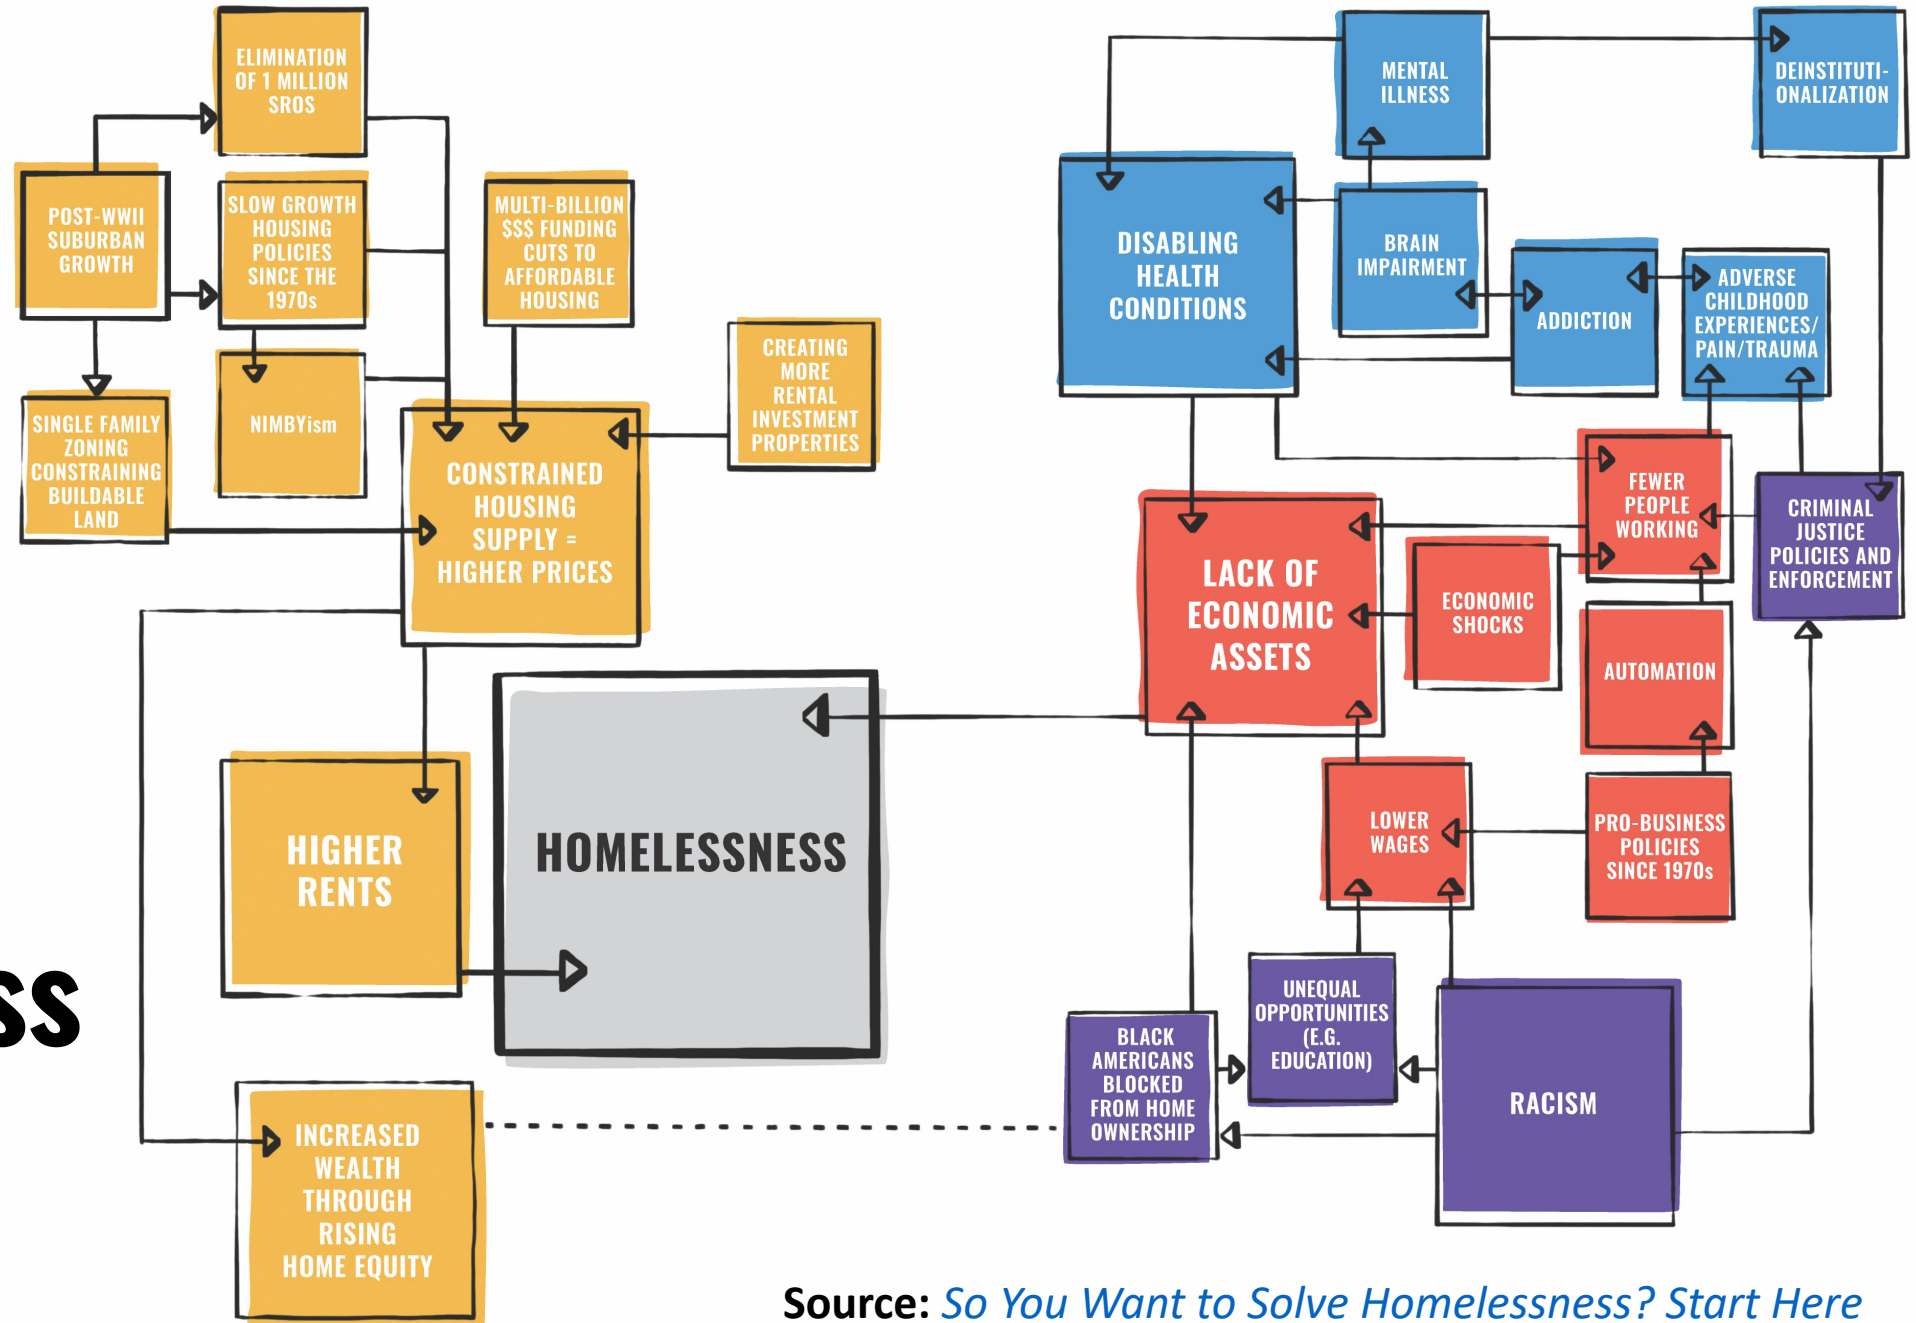 ELIMINATION
OF 1 MILLION
SROS
POST-WWII
SUBURBAN
GROWTH
SLOW GROWTH
HOUSING
POLICIES
SINCE THE
1970s
MULTI-BILLION
$$$ FUNDING
CUTS TO
AFFORDABLE
HOUSING
CREATING
MORE
RENTAL
INVESTMENT
PROPERTIES
SINGLE FAMILY
ZONING
CONSTRAINING
BUILDABLE
LAND
NIMBYism
CONSTRAINED
HOUSING
SUPPLY =
HIGHER PRICES
HIGHER
RENTS
HOMELESSNESS
ss
INCREASED
WEALTH
THROUGH
RISING
HOME EQUITY
MENTAL
ILLNESS
DEINSTITUTI-
ONALIZATION
DISABLING
HEALTH
CONDITIONS
BRAIN
IMPAIRMENT
ADDICTION
ADVERSE
CHILDHOOD
EXPERIENCES/
PAIN/TRAUMA
FEWER
PEOPLE
WORKING
CRIMINAL
JUSTICE
POLICIES AND
ENFORCEMENT
LACK OF
ECONOMIC
ASSETS
ECONOMIC
SHOCKS
AUTOMATION
LOWER
WAGES
PRO-BUSINESS
POLICIES
SINCE 1970s
BLACK
AMERICANS
BLOCKED
FROM HOME
OWNERSHIP
UNEQUAL
OPPORTUNITIES
(E.G.
EDUCATION)
RACISM
Source: So You Want to Solve Homelessness? Start Here